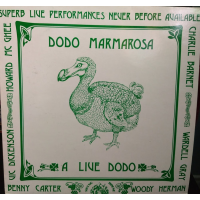 SUPERB LIVE PERFORMANCES NEVER BEFORE AVAILABLE
DODO MARMAROSA
HOWARD MC GHEE
VIC DICKENSON
CHARLIE BARNET
WARDELL GRAY
A LIVE DODO
BENNY CARTER
WOODY HERMAN